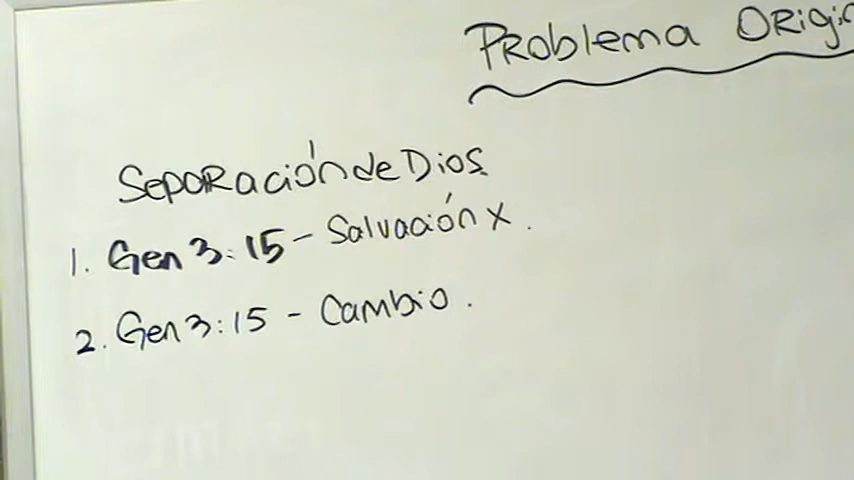 Problema Origi
Separación de Dios
1. Gen 3:15 - Salvación x.
2. Gen 3:15 - Cambio.